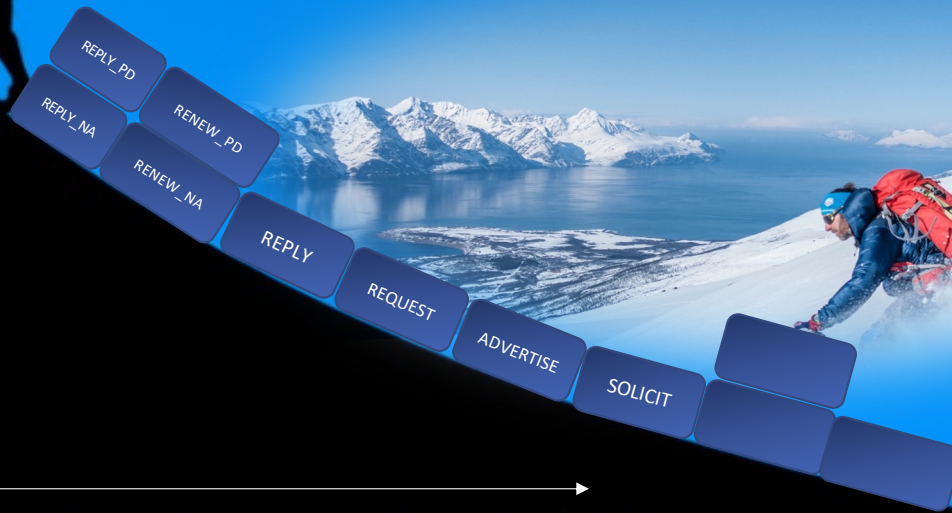 REPLY_PD
REPLY_NA
RENEW_PD
RENEW_NA
REPLY
REQUEST
ADVERTISE
SOLICIT